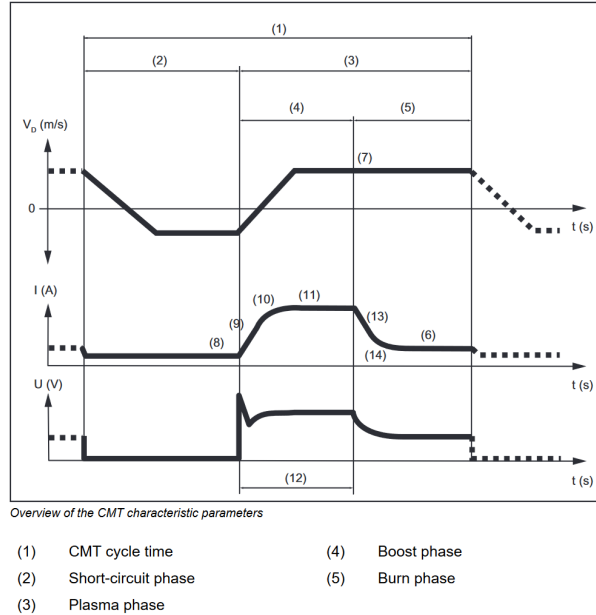 (1)
(2) (3)
(4) (5)
V_D (m/s)
(7)
0
t (s)
I (A)
(10) (11)
(9) (13)
(8) (6)
(14)
U (V) t (s)
(12) t (s)
Overview of the CMT characteristic parameters
(1) CMT cycle time (4) Boost phase
(2) Short-circuit phase (5) Burn phase
(3) Plasma phase